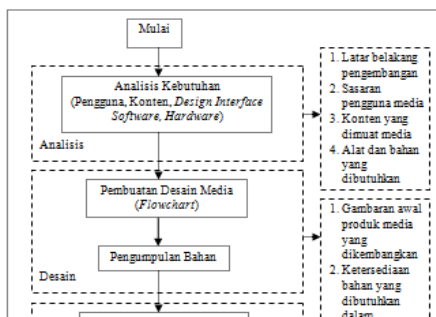 Mulai
Analisis Kebutuhan
(Pengguna, Konten, Design Interface
Software, Hardware)
Analisis
1. Latar belakang
pengembangan
2. Sasaran
pengguna media
3. Konten yang
dimuat media
4. Alat dan bahan
yang
dibutuhkan
Pembuatan Desain Media
(Flowchart)
Pengumpulan Bahan
Desain
1. Gambaran awal
produk media
yang
dikembangkan
2. Ketersediaan
bahan yang
dibutuhkan
dalam